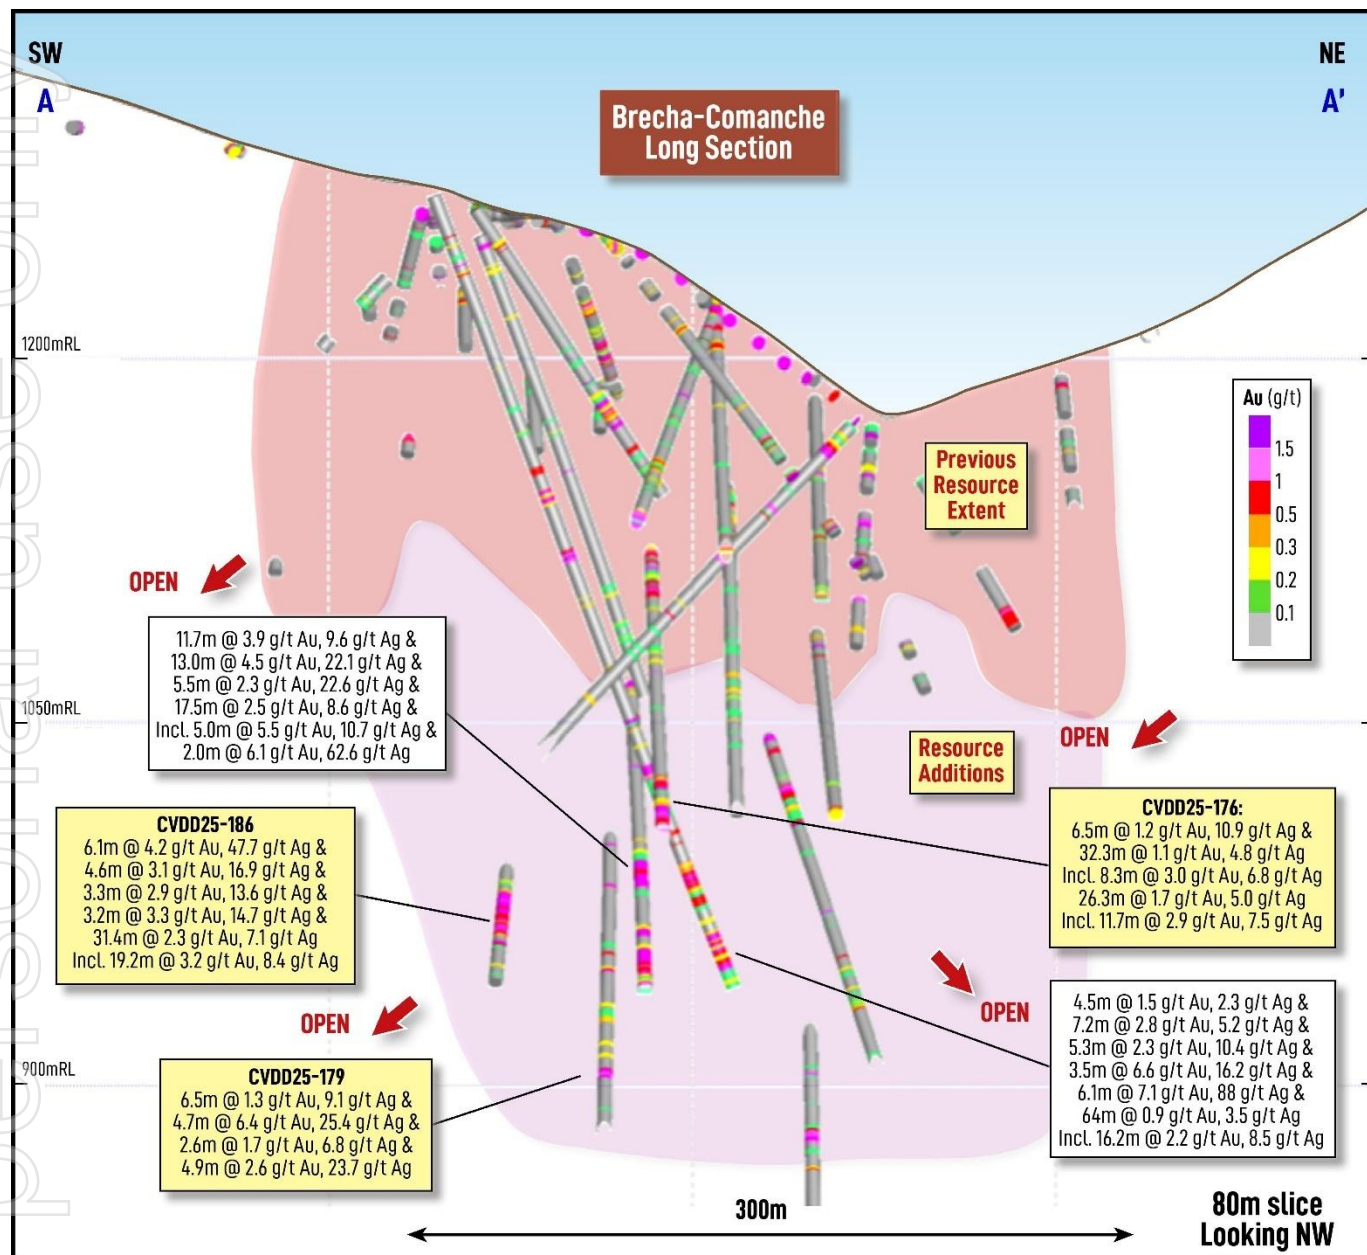 SW
NE
A
A'
Brecha-Comanche
Long Section
1200mRL
Au (g/t)
1.5
1
0.5
0.3
0.2
0.1
Previous
Resource
Extent
OPEN
11.7m @ 3.9 g/t Au, 9.6 g/t Ag &
13.0m @ 4.5 g/t Au, 22.1 g/t Ag &
5.5m @ 2.3 g/t Au, 22.6 g/t Ag &
17.5m @ 2.5 g/t Au, 8.6 g/t Ag &
Incl. 5.0m @ 5.5 g/t Au, 10.7 g/t Ag &
2.0m @ 6.1 g/t Au, 62.6 g/t Ag
1050mRL
OPEN
Resource
Additions
CVDD25-186
6.1m @ 4.2 g/t Au, 47.7 g/t Ag &
4.6m @ 3.1 g/t Au, 16.9 g/t Ag &
3.3m @ 2.9 g/t Au, 13.6 g/t Ag &
3.2m @ 3.3 g/t Au, 14.7 g/t Ag &
31.4m @ 2.3 g/t Au, 7.1 g/t Ag
Incl. 19.2m @ 3.2 g/t Au, 8.4 g/t Ag
CVDD25-176:
6.5m @ 1.2 g/t Au, 10.9 g/t Ag &
32.3m @ 1.1 g/t Au, 4.8 g/t Ag
Incl. 8.3m @ 3.0 g/t Au, 6.8 g/t Ag
26.3m @ 1.7 g/t Au, 5.0 g/t Ag
Incl. 11.7m @ 2.9 g/t Au, 7.5 g/t Ag
OPEN
OPEN
4.5m @ 1.5 g/t Au, 2.3 g/t Ag &
7.2m @ 2.8 g/t Au, 5.2 g/t Ag &
5.3m @ 2.3 g/t Au, 10.4 g/t Ag &
3.5m @ 6.6 g/t Au, 16.2 g/t Ag &
6.1m @ 7.1 g/t Au, 88 g/t Ag &
64m @ 0.9 g/t Au, 3.5 g/t Ag
Incl. 16.2m @ 2.2 g/t Au, 8.5 g/t Ag
900mRL
CVDD25-179
6.5m @ 1.3 g/t Au, 9.1 g/t Ag &
4.7m @ 6.4 g/t Au, 25.4 g/t Ag &
2.6m @ 1.7 g/t Au, 6.8 g/t Ag &
4.9m @ 2.6 g/t Au, 23.7 g/t Ag
300m
80m slice
Looking NW
personal use only